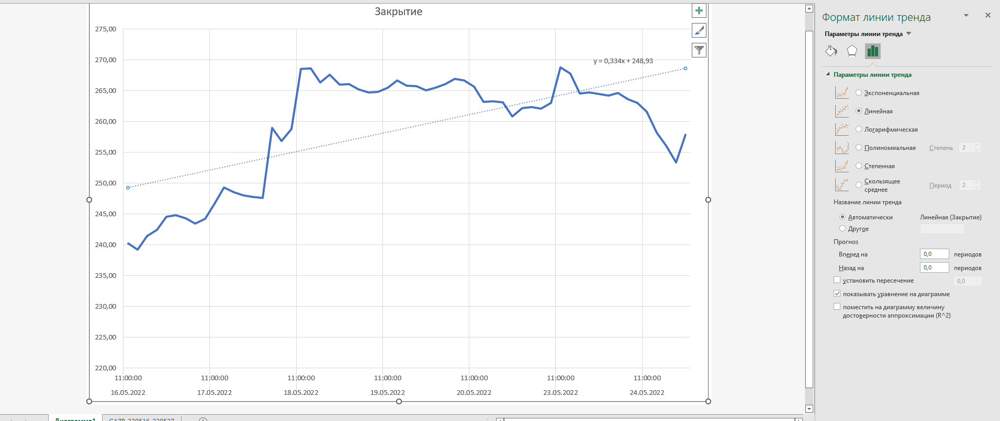 Закрытие
275,00
270,00
265,00
260,00
255,00
250,00
245,00
240,00
235,00
230,00
225,00
220,00
y = 0,334x + 248,93
11:00:00 11:00:00 11:00:00 11:00:00 11:00:00 11:00:00 11:00:00
16.05.2022 17.05.2022 18.05.2022 19.05.2022 20.05.2022 23.05.2022 24.05.2022
Диаграмма1
Формат линии тренда
Параметры линии тренда
Параметры линии тренда
Экспоненциальная
Линейная
Логарифмическая
Полиномиальная Степень 2
Степенная
Скользящее
среднее
Период 2
Название линии тренда
Автоматически Линейная (Закрытие)
Другое
Прогноз
Вперед на 0,0 периодов
Назад на 0,0 периодов
установить пересечение 0,0
показывать уравнение на диаграмме
поместить на диаграмму величину
достоверности аппроксимации (R^2)